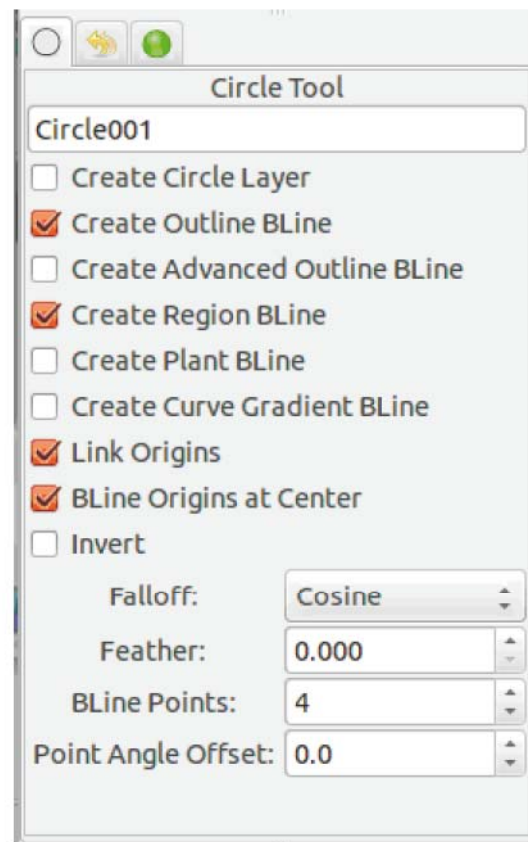 Circle Tool
Circle001
Create Circle Layer
Create Outline BLine
Create Advanced Outline BLine
Create Region BLine
Create Plant BLine
Create Curve Gradient BLine
Link Origins
BLine Origins at Center
Invert
Falloff: Cosine
Feather: 0.000
BLine Points: 4
Point Angle Offset: 0.0